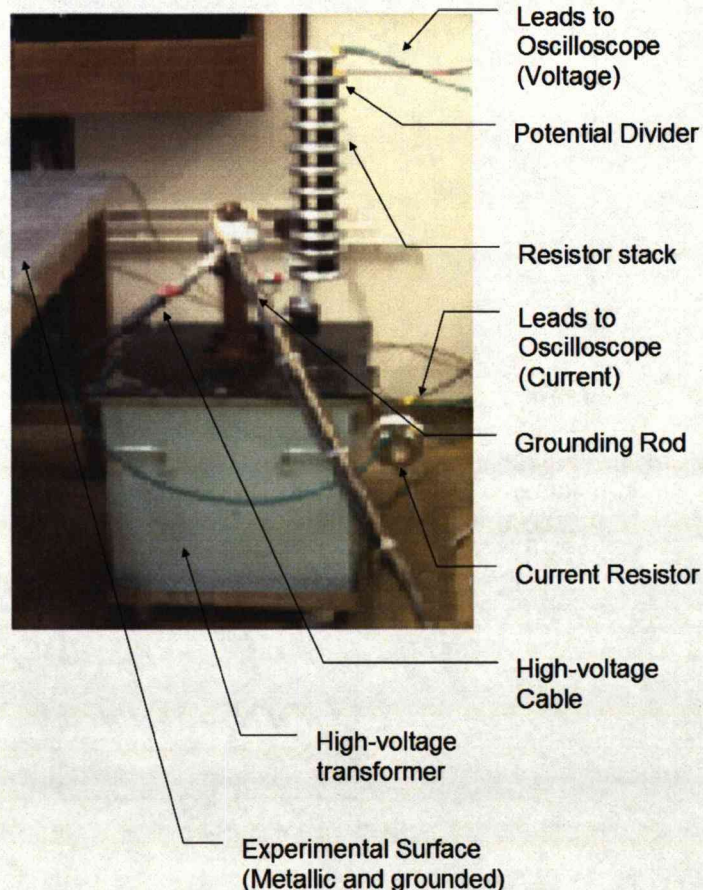 Leads to
Oscilloscope
(Voltage)
Potential Divider
Resistor stack
Leads to
Oscilloscope
(Current)
Grounding Rod
Current Resistor
High-voltage
Cable
High-voltage
transformer
Experimental Surface
(Metallic and grounded)